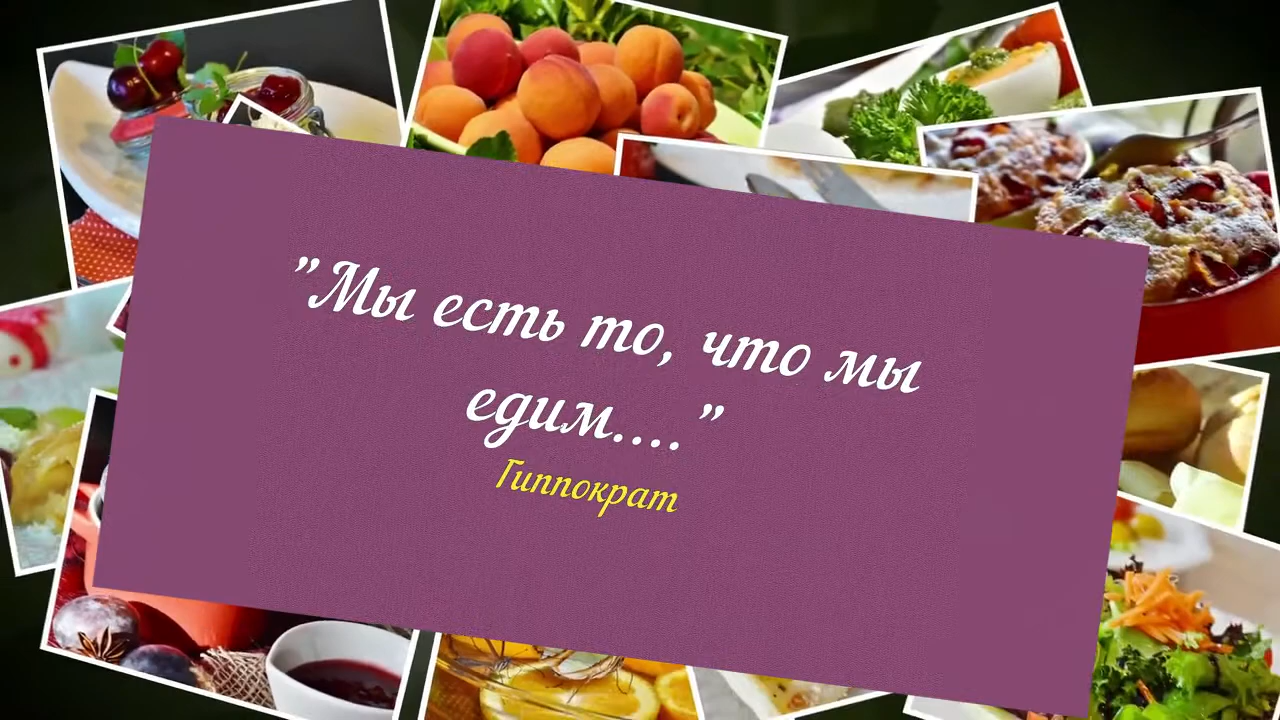 ”Мы есть то, что мы
едим....”
Гиппократ